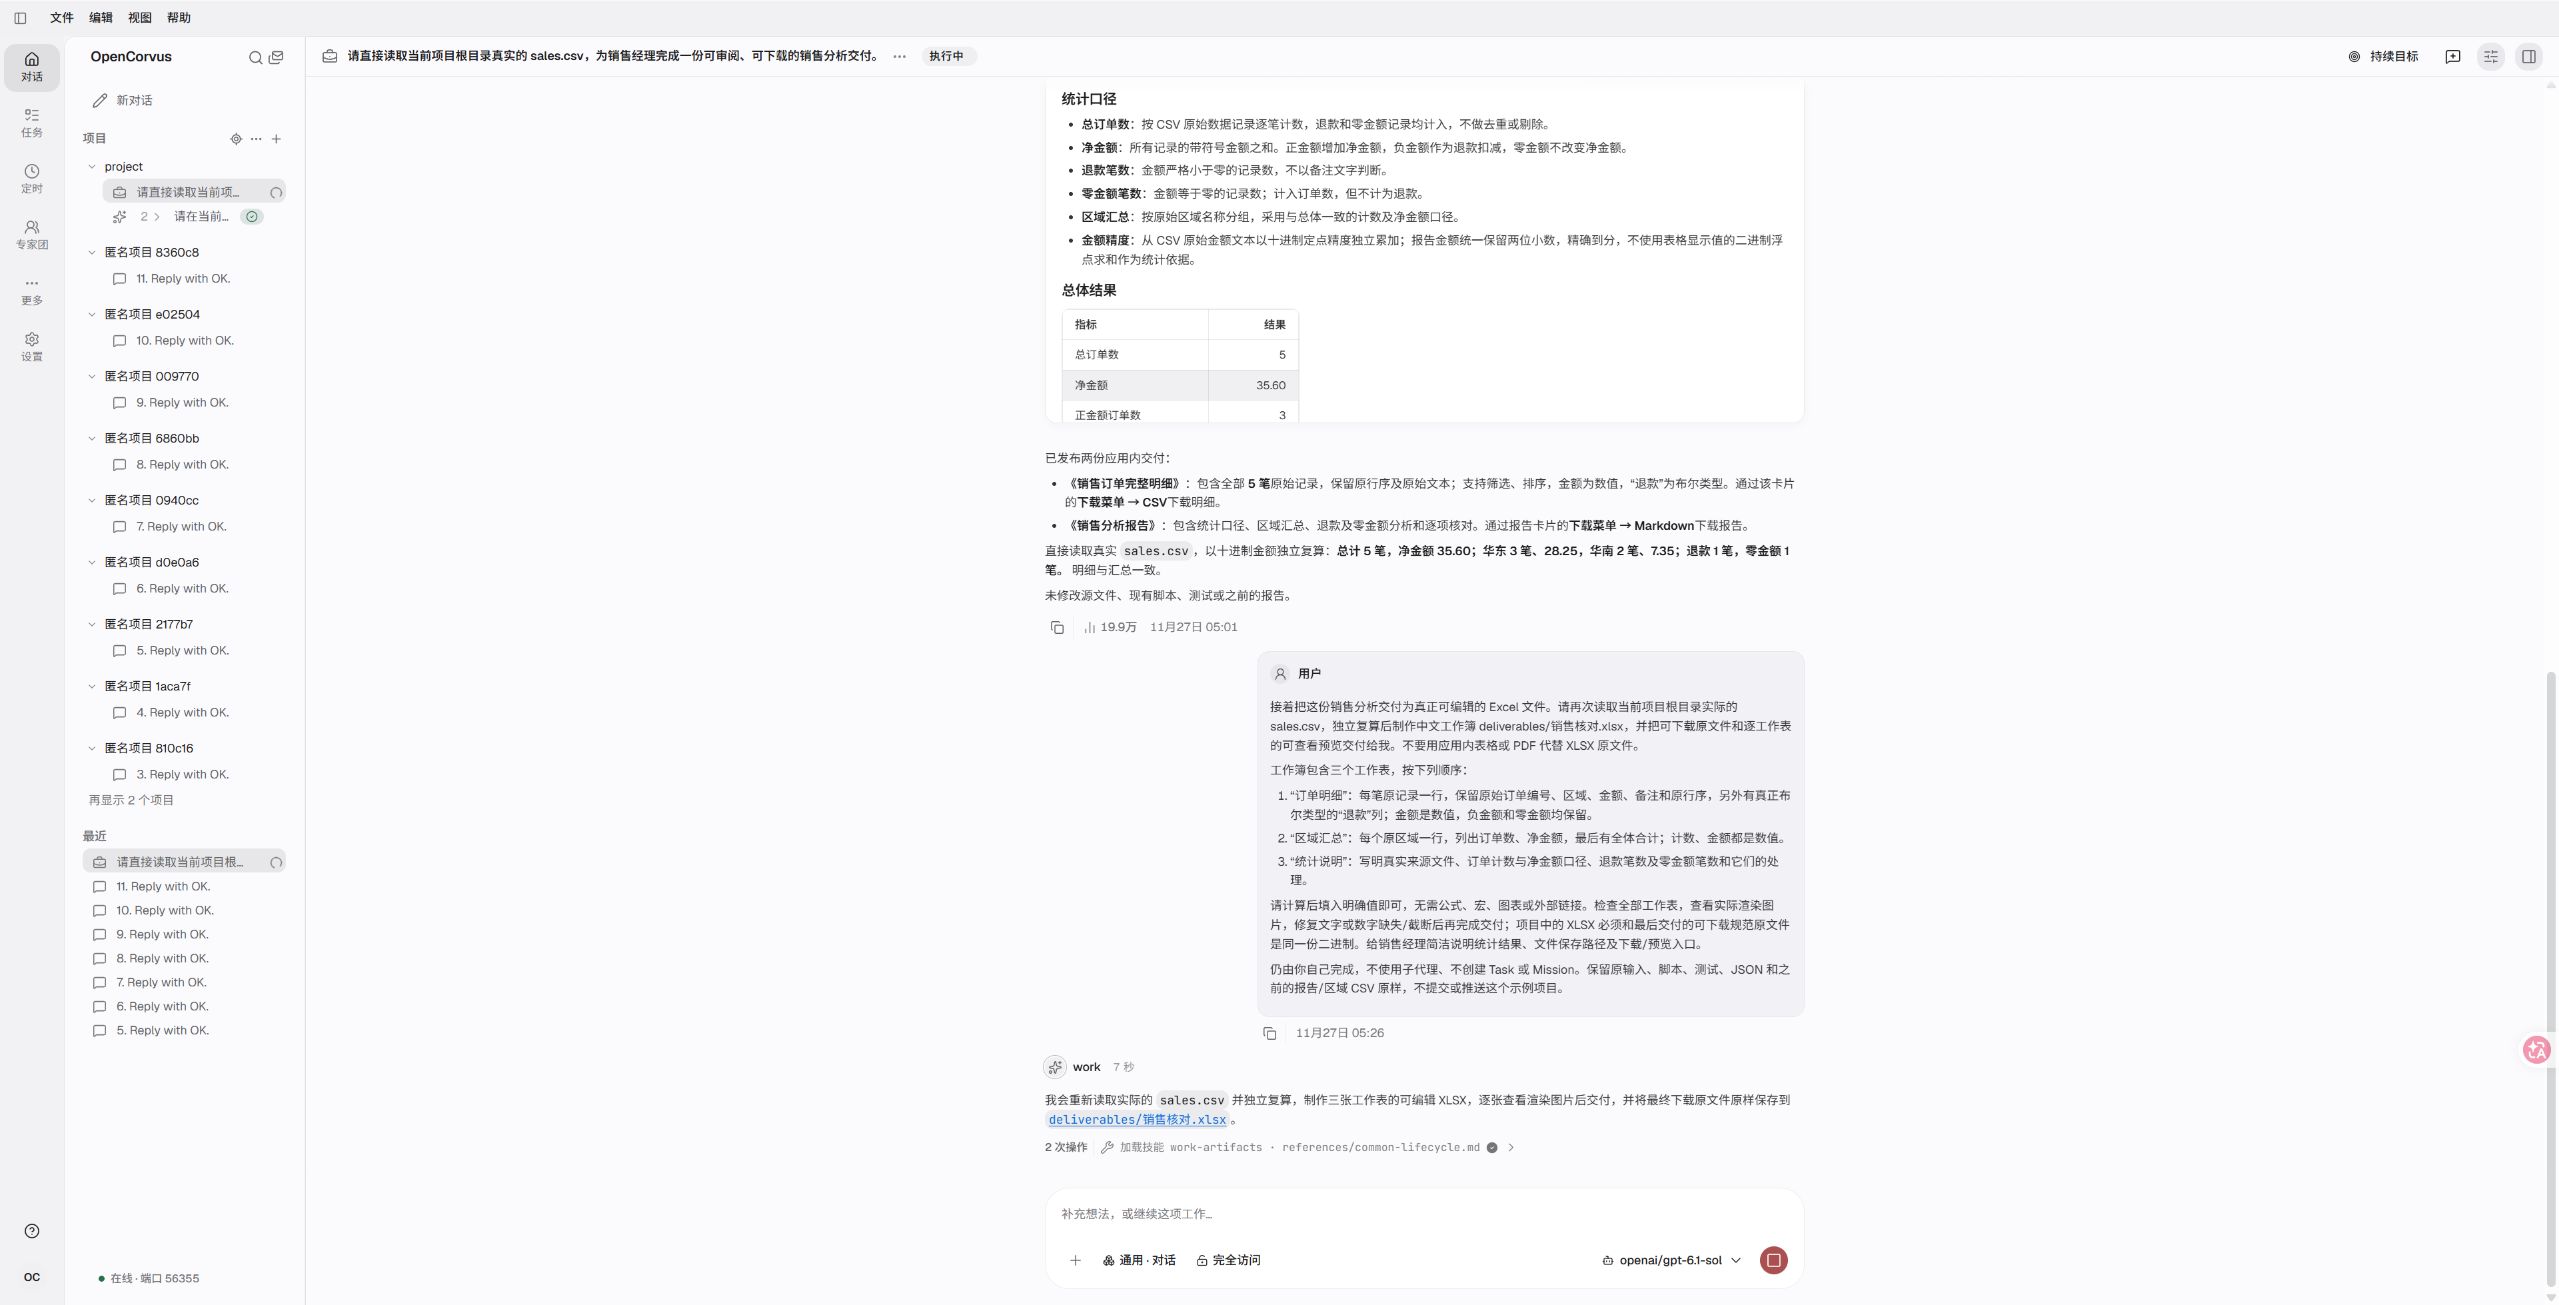 文件 编辑 视图 帮助
对话
任务
定时
专家团
更多
设置
OC
OpenCorvus
新对话
项目
project
请直接读取当前项...
2 请在当前...
匿名项目 8360c8
11. Reply with OK.
匿名项目 e02504
10. Reply with OK.
匿名项目 009770
9. Reply with OK.
匿名项目 6860bb
8. Reply with OK.
匿名项目 0940cc
7. Reply with OK.
匿名项目 d0e0a6
6. Reply with OK.
匿名项目 2177b7
5. Reply with OK.
匿名项目 1aca7f
4. Reply with OK.
匿名项目 810c16
3. Reply with OK.
再显示 2 个项目
最近
请直接读取当前项目根...
11. Reply with OK.
10. Reply with OK.
9. Reply with OK.
8. Reply with OK.
7. Reply with OK.
6. Reply with OK.
5. Reply with OK.
在线 · 端口 56355
请直接读取当前项目根目录真实的 sales.csv，为销售经理完成一份可审阅、可下载的销售分析交付。 ... 执行中
持续目标
统计口径
• 总订单数：按 CSV 原始数据记录逐笔计数，退款和零金额记录均计入，不做去重或剔除。
• 净金额：所有记录的带符号金额之和。正金额增加净金额，负金额作为退款扣减，零金额不改变净金额。
• 退款笔数：金额严格小于零的记录数，不以备注文字判断。
• 零金额笔数：金额等于零的记录数；计入订单数，但不计为退款。
• 区域汇总：按原始区域名称分组，采用与总体一致的计数及净金额口径。
• 金额精度：从 CSV 原始金额文本以十进制定点精度独立累加；报告金额统一保留两位小数，精确到分，不使用表格显示值的二进制浮
点求和作为统计依据。
总体结果
指标 结果
总订单数 5
净金额 35.60
正金额订单数 3
已发布两份应用内交付：
• 《销售订单完整明细》：包含全部 5 笔原始记录，保留原行序及原始文本；支持筛选、排序，金额为数值，“退款”为布尔类型。通过该卡片
的下载菜单 → CSV下载明细。
• 《销售分析报告》：包含统计口径、区域汇总、退款及零金额分析和逐项核对。通过报告卡片的下载菜单 → Markdown下载报告。
直接读取真实 sales.csv，以十进制金额独立复算：总计 5 笔，净金额 35.60；华东 3 笔、28.25，华南 2 笔、7.35；退款 1 笔，零金额 1
笔。 明细与汇总一致。
未修改源文件、现有脚本、测试或之前的报告。
19.9万 11月27日 05:01
用户
接着把这份销售分析交付为真正可编辑的 Excel 文件。请再次读取当前项目根目录实际的
sales.csv，独立复算后制作中文工作簿 deliverables/销售核对.xlsx，并把可下载原文件和逐工作表
的可查看预览交付给我。不要用应用内表格或 PDF 代替 XLSX 原文件。
工作簿包含三个工作表，按下列顺序：
1. “订单明细”：每笔原记录一行，保留原始订单编号、区域、金额、备注和原行序，另外有真正布
尔类型的“退款”列；金额是数值，负金额和零金额均保留。
2. “区域汇总”：每个原区域一行，列出订单数、净金额，最后有全体合计；计数、金额都是数值。
3. “统计说明”：写明真实来源文件、订单计数与净金额口径、退款笔数及零金额笔数和它们的处
理。
请计算后填入明确值即可，无需公式、宏、图表或外部链接。检查全部工作表，查看实际渲染图
片，修复文字或数字缺失/截断后再完成交付；项目中的 XLSX 必须和最后交付的可下载规范原文件
是同一份二进制。给销售经理简洁说明统计结果、文件保存路径及下载/预览入口。
仍由你自己完成，不使用子代理、不创建 Task 或 Mission。保留原输入、脚本、测试、JSON 和之
前的报告/区域 CSV 原样，不提交或推送这个示例项目。
11月27日 05:26
work 7 秒
我会重新读取实际的 sales.csv 并独立复算，制作三张工作表的可编辑 XLSX，逐张查看渲染图片后交付，并将最终下载原文件原样保存到
deliverables/销售核对.xlsx 。
2 次操作 加载技能 work-artifacts · references/common-lifecycle.md
补充想法，或继续这项工作...
通用 · 对话 完全访问 openai/gpt-6.1-sol